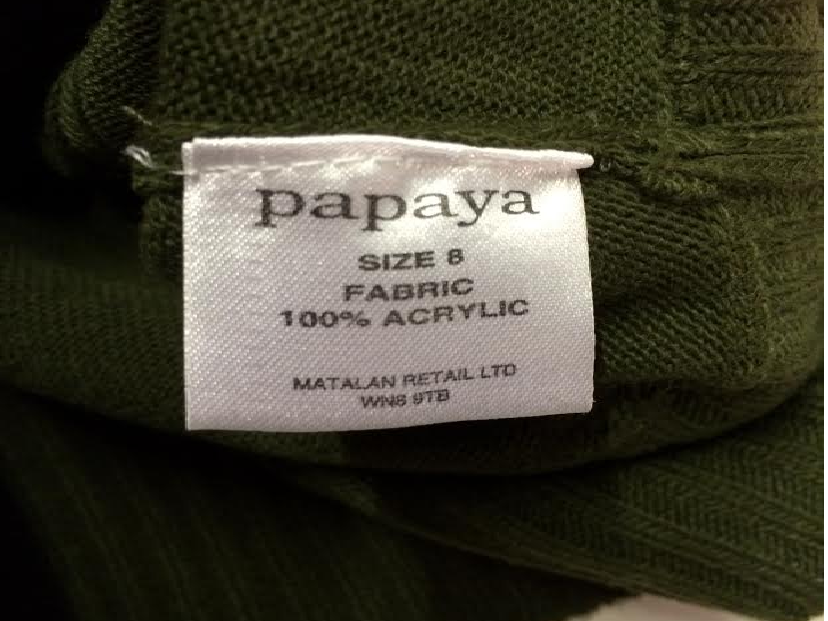 papaya
SIZE 8
FABRIC
100% ACRYLIC
MATALAN RETAIL LTD
WN8 9TB